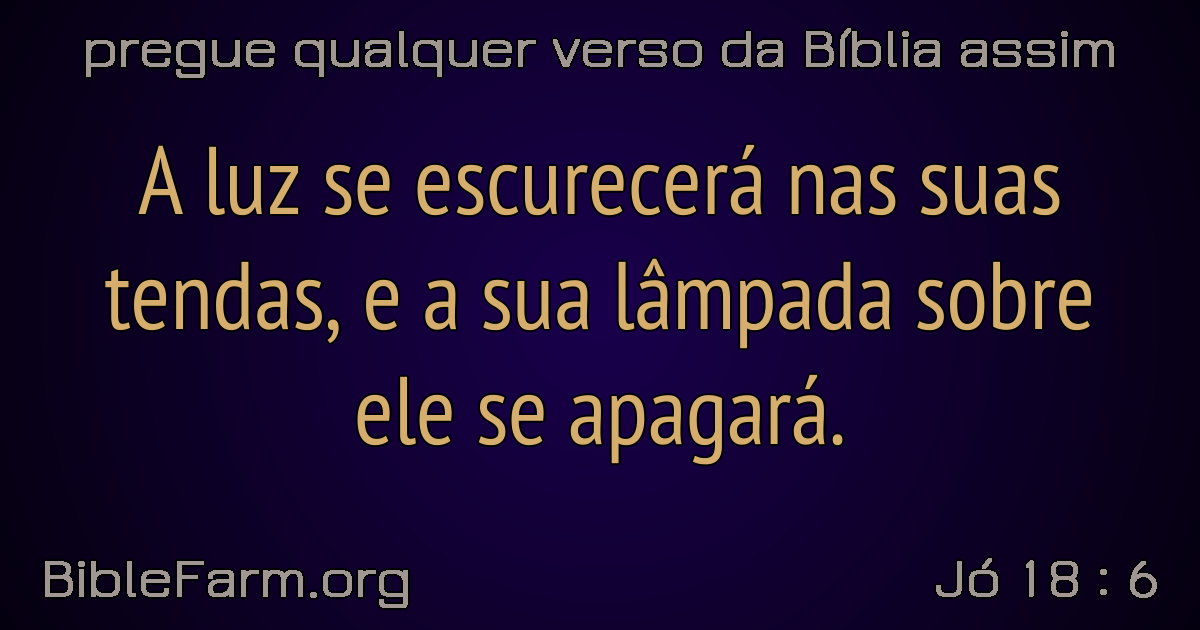 pregue qualquer verso da Bíblia assim
A luz se escurecerá nas suas
tendas, e a sua lâmpada sobre
ele se apagará.
BibleFarm.org
Jó 18 : 6